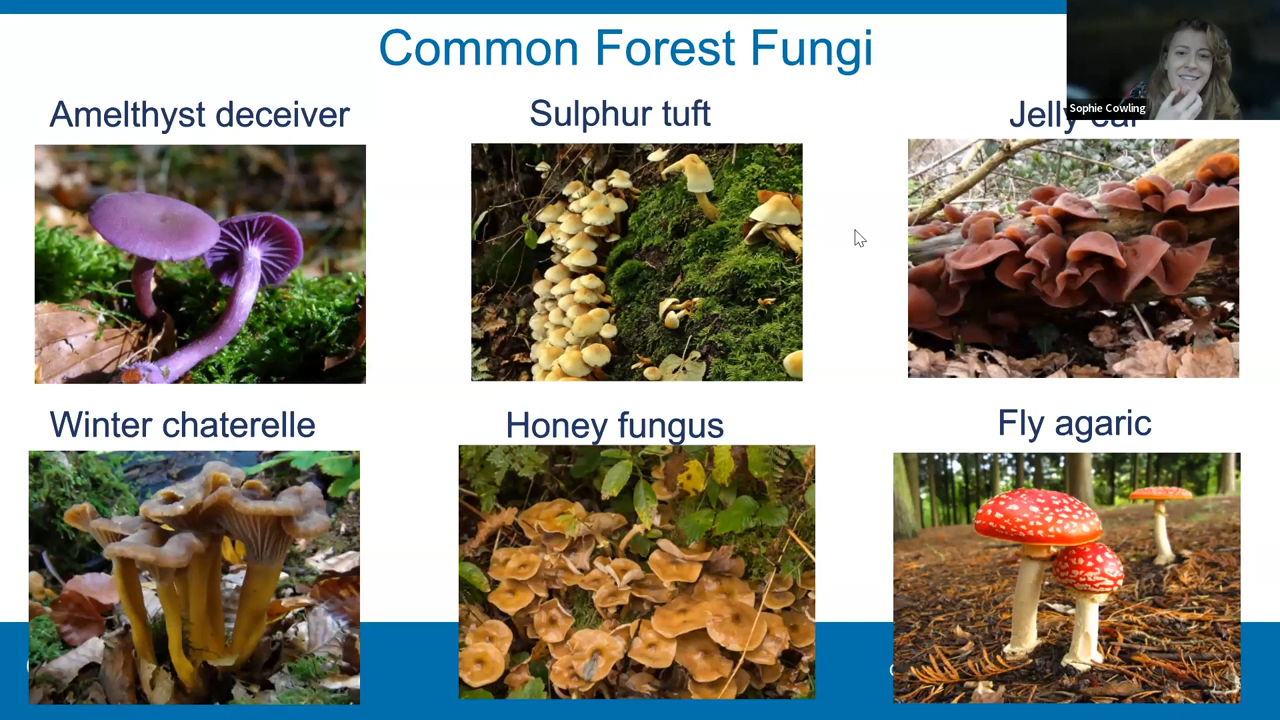 Common Forest Fungi
Sophie Cowling
Amelthyst deceiver
Sulphur tuft
Jelly ear
Winter chaterelle
Honey fungus
Fly agaric